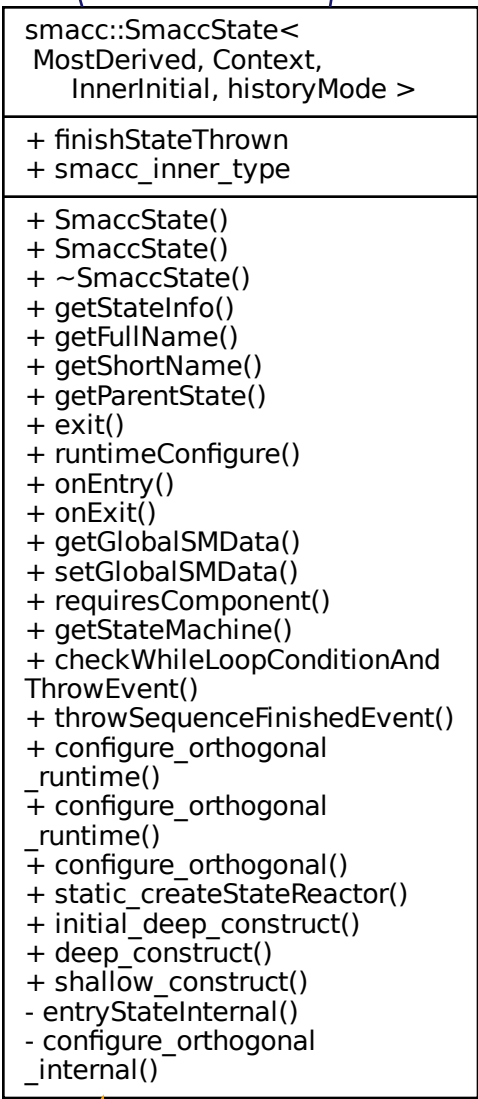 smacc::SmaccState<
MostDerived, Context,
InnerInitial, historyMode >
+ finishStateThrown
+ smacc_inner_type
+ SmaccState()
+ SmaccState()
+ ~SmaccState()
+ getStateInfo()
+ getFullName()
+ getShortName()
+ getParentState()
+ exit()
+ runtimeConfigure()
+ onEntry()
+ onExit()
+ getGlobalSMData()
+ setGlobalSMData()
+ requiresComponent()
+ getStateMachine()
+ checkWhileLoopConditionAnd
ThrowEvent()
+ throwSequenceFinishedEvent()
+ configure_orthogonal
_runtime()
+ configure_orthogonal
_runtime()
+ configure_orthogonal()
+ static_createStateReactor()
+ initial_deep_construct()
+ deep_construct()
+ shallow_construct()
- entryStateInternal()
- configure_orthogonal
_internal()